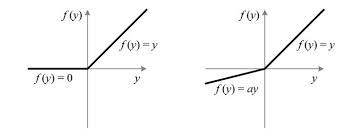 f(y)
f(y) = y
f(y) = 0
y
f(y)
f(y) = y
f(y) = ay
y